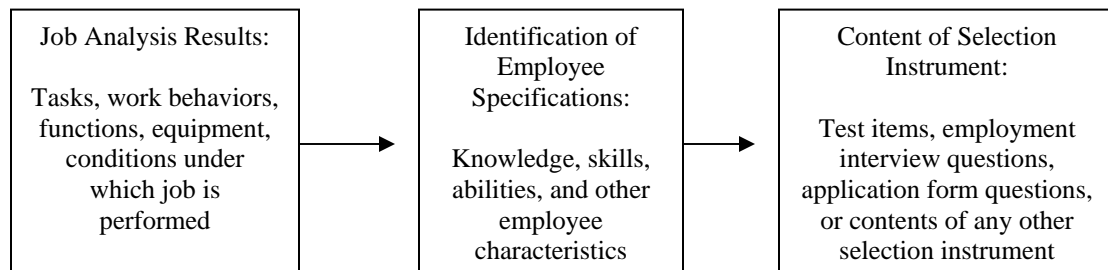 Job Analysis Results:
Tasks, work behaviors,
functions, equipment,
conditions under
which job is
performed
Identification of
Employee
Specifications:
Knowledge, skills,
abilities, and other
employee
characteristics
Content of Selection
Instrument:
Test items, employment
interview questions,
application form questions,
or contents of any other
selection instrument